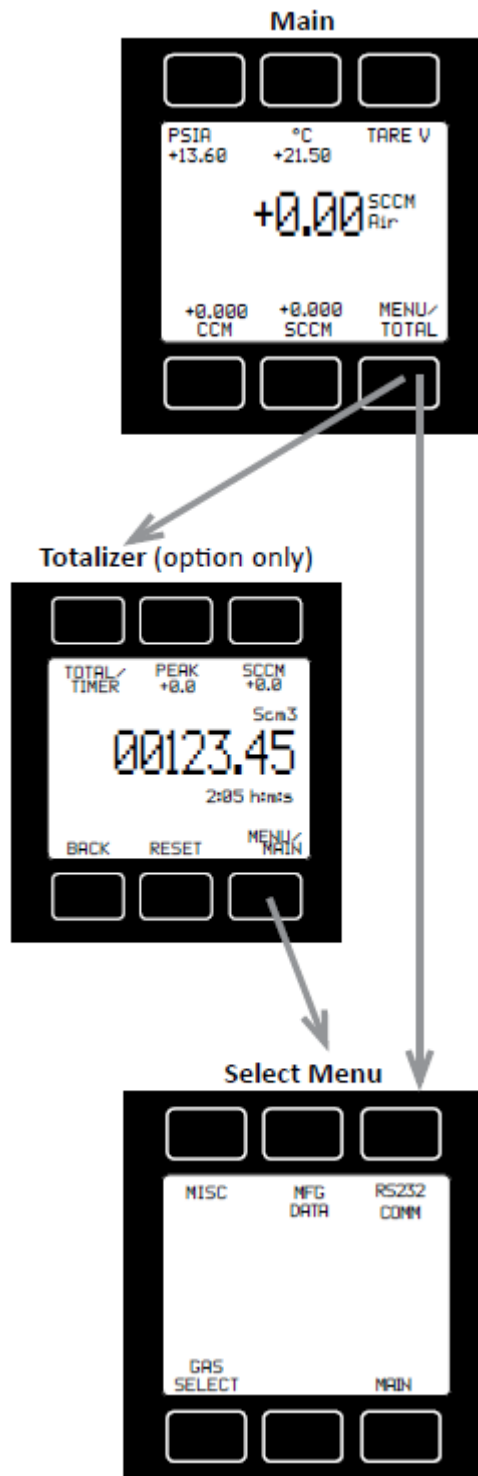 Main
PSIA °C TARE V
+13.60 +21.50
+0.00 SCCM
Air
+0.000 +0.000 MENU/
CCM SCCM TOTAL
Totalizer (option only)
TOTAL/ PEAK SCCM
TIMER +0.0 +0.0
Scm3
00123.45
2:05 h:m:s
BACK RESET MENU/
MAIN
Select Menu
MISC MFG RS232
DATA COMM
GAS
SELECT MAIN